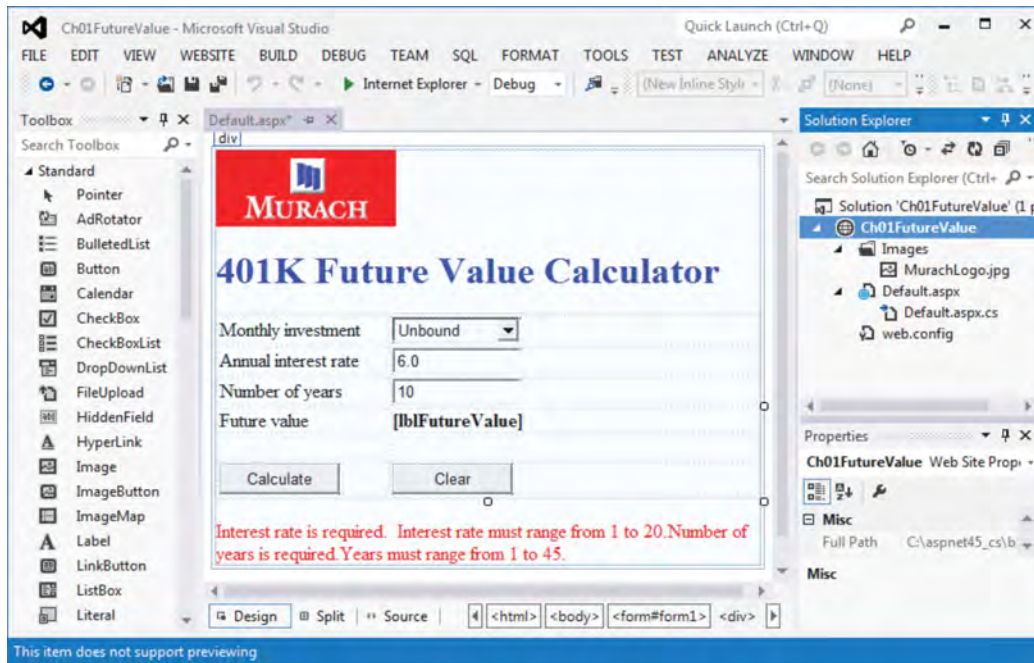 Ch01FutureValue - Microsoft Visual Studio
Quick Launch (Ctrl+Q)
FILE EDIT VIEW WEBSITE BUILD DEBUG TEAM SQL FORMAT TOOLS TEST ANALYZE WINDOW HELP
Internet Explorer Debug (New Inline Styl (None)
Toolbox
Search Toolbox
Standard
Pointer
AdRotator
BulletedList
Button
Calendar
CheckBox
CheckBoxList
DropDownList
FileUpload
HiddenField
HyperLink
Image
ImageButton
ImageMap
Label
LinkButton
ListBox
Literal
Default.aspx*
div
MURACH
401K Future Value Calculator
Monthly investment Unbound
Annual interest rate 6.0
Number of years 10
Future value [lblFutureValue]
Calculate Clear
Interest rate is required. Interest rate must range from 1 to 20.Number of
years is required.Years must range from 1 to 45.
Design Split Source <html> <body> <form#form1> <div>
Solution Explorer
Search Solution Explorer (Ctrl+
Solution 'Ch01FutureValue' (1 p
Ch01FutureValue
Images
MurachLogo.jpg
Default.aspx
Default.aspx.cs
web.config
Properties
Ch01FutureValue Web Site Prop
Misc
Full Path C:\aspnet45_cs\b
Misc
This item does not support previewing